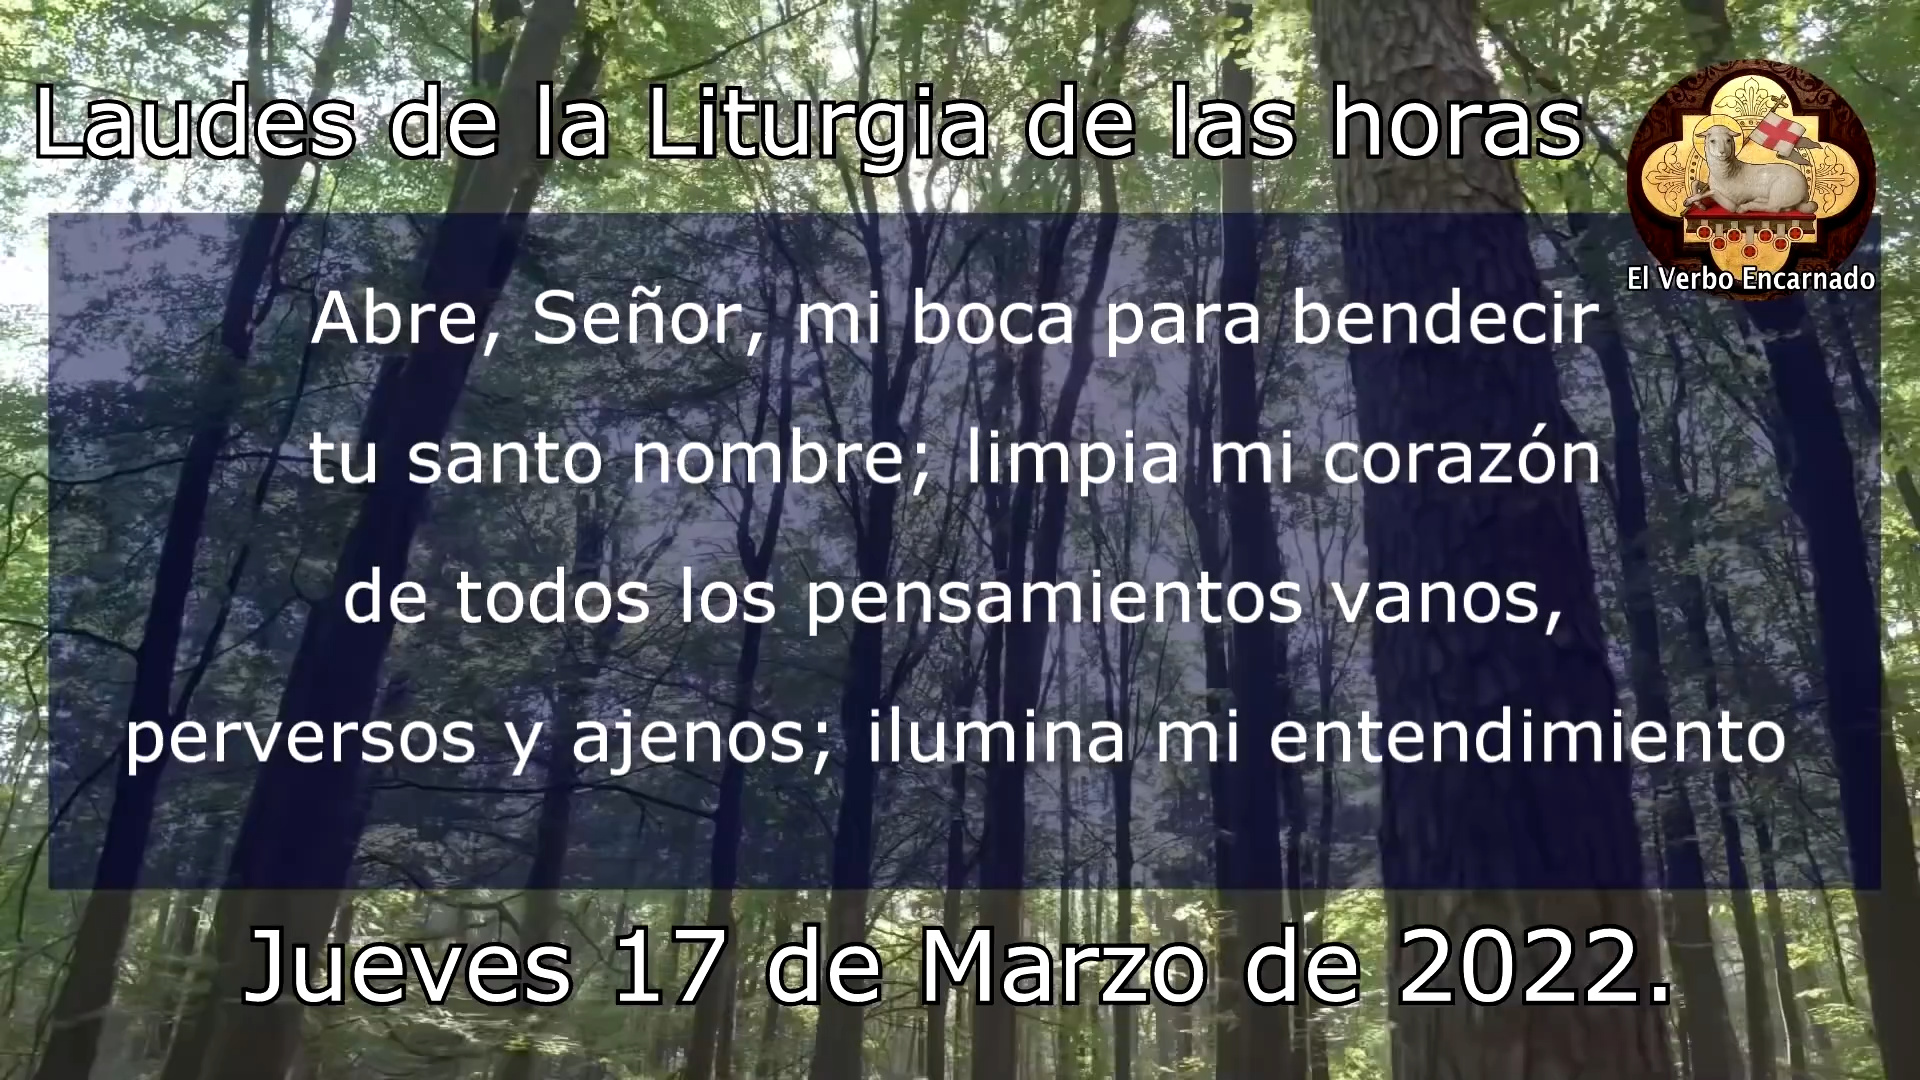 Laudes de la Liturgia de las horas
El Verbo Encarnado
Abre, Señor, mi boca para bendecir
tu santo nombre; limpia mi corazón
de todos los pensamientos vanos,
perversos y ajenos; ilumina mi entendimiento
Jueves 17 de Marzo de 2022.